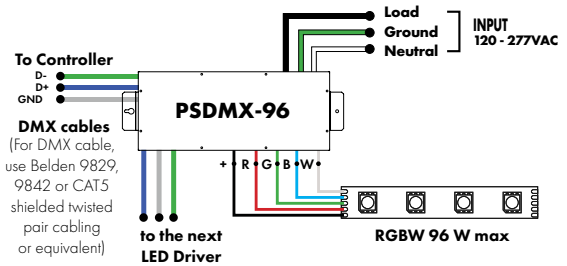 Load
Ground
Neutral
INPUT
120 - 277VAC
To Controller
D-
D+
GND
PSDMX-96
DMX cables
(For DMX cable,
use Belden 9829,
9842 or CAT5
shielded twisted
pair cabling
or equivalent)
+ R G B W
to the next
LED Driver
RGBW 96 W max